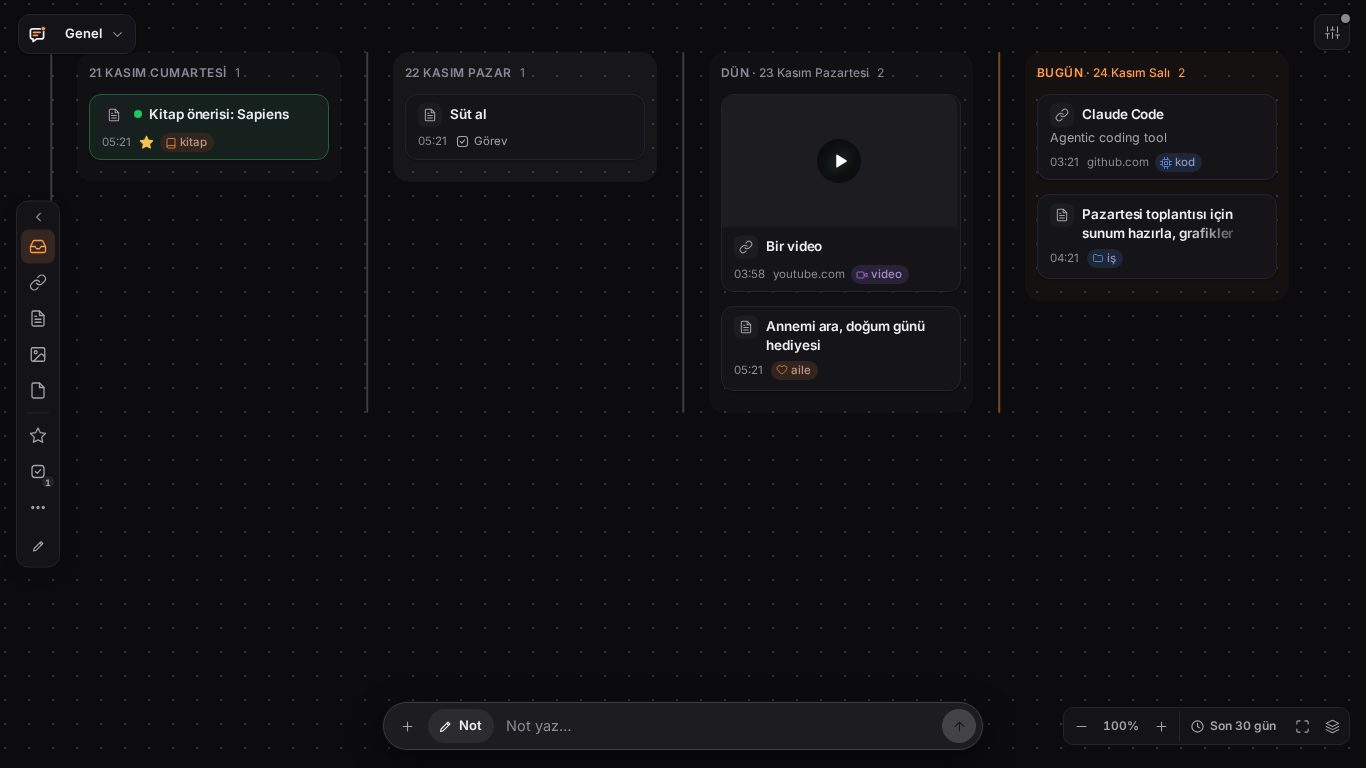 Genel
21 KASIM CUMARTESİ 1
Kitap önerisi: Sapiens
05:21 kitap
22 KASIM PAZAR 1
Süt al
05:21 Görev
DÜN · 23 Kasım Pazartesi 2
Bir video
03:58 youtube.com video
Annemi ara, doğum günü
hediyesi
05:21 aile
BUGÜN · 24 Kasım Salı 2
Claude Code
Agentic coding tool
03:21 github.com kod
Pazartesi toplantısı için
sunum hazırla, grafikler
04:21 iş
1
Not Not yaz...
100% Son 30 gün